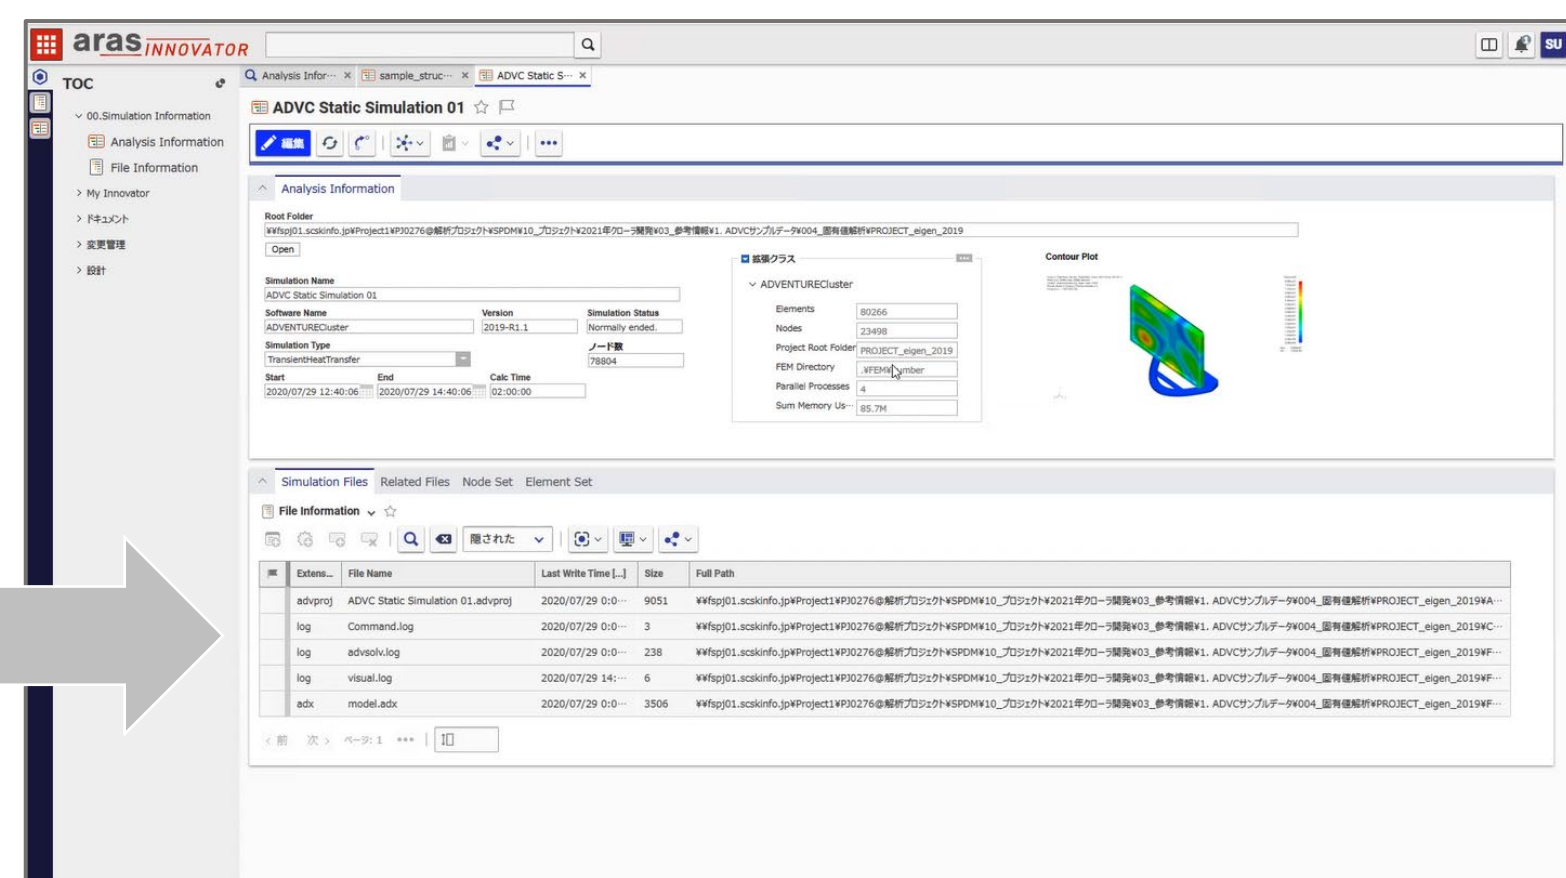 aras INNOVATOR
SU
TOC
00.Simulation Information
Analysis Information
File Information
My Innovator
ドキュメント
変更管理
設計
Analysis Infor… sample_struc… ADVC Static S…
ADVC Static Simulation 01
編集
Analysis Information
Root Folder
¥¥fspj01.scskinfo.jp¥Project1¥PJ0276@解析プロジェクト¥SPDM¥10_プロジェクト¥2021年クローラ開発¥03_参考情報¥1. ADVCサンプルデータ¥004_固有値解析¥PROJECT_eigen_2019
Open
Simulation Name
ADVC Static Simulation 01
Software Name Version Simulation Status
ADVENTURECluster 2019-R1.1 Normally ended.
Simulation Type ノード数
TransientHeatTransfer 78804
Start End Calc Time
2020/07/29 12:40:06 2020/07/29 14:40:06 02:00:00
拡張クラス
ADVENTURECluster
Elements 80266
Nodes 23498
Project Root Folder PROJECT_eigen_2019
FEM Directory .¥FEM¥
Parallel Processes 4
Sum Memory Us… 85.7M
Contour Plot
Simulation Files Related Files Node Set Element Set
File Information
隠された
Extens... File Name Last Write Time [...] Size Full Path
advproj ADVC Static Simulation 01.advproj 2020/07/29 0:0… 9051 ¥¥fspj01.scskinfo.jp¥Project1¥PJ0276@解析プロジェクト¥SPDM¥10_プロジェクト¥2021年クローラ開発¥03_参考情報¥1. ADVCサンプルデータ¥004_固有値解析¥PROJECT_eigen_2019¥A…
log Command.log 2020/07/29 0:0… 3 ¥¥fspj01.scskinfo.jp¥Project1¥PJ0276@解析プロジェクト¥SPDM¥10_プロジェクト¥2021年クローラ開発¥03_参考情報¥1. ADVCサンプルデータ¥004_固有値解析¥PROJECT_eigen_2019¥C…
log advsolv.log 2020/07/29 0:0… 238 ¥¥fspj01.scskinfo.jp¥Project1¥PJ0276@解析プロジェクト¥SPDM¥10_プロジェクト¥2021年クローラ開発¥03_参考情報¥1. ADVCサンプルデータ¥004_固有値解析¥PROJECT_eigen_2019¥F…
log visual.log 2020/07/29 14:… 6 ¥¥fspj01.scskinfo.jp¥Project1¥PJ0276@解析プロジェクト¥SPDM¥10_プロジェクト¥2021年クローラ開発¥03_参考情報¥1. ADVCサンプルデータ¥004_固有値解析¥PROJECT_eigen_2019¥F…
adx model.adx 2020/07/29 0:0… 3506 ¥¥fspj01.scskinfo.jp¥Project1¥PJ0276@解析プロジェクト¥SPDM¥10_プロジェクト¥2021年クローラ開発¥03_参考情報¥1. ADVCサンプルデータ¥004_固有値解析¥PROJECT_eigen_2019¥F…
前 次 ページ: 1